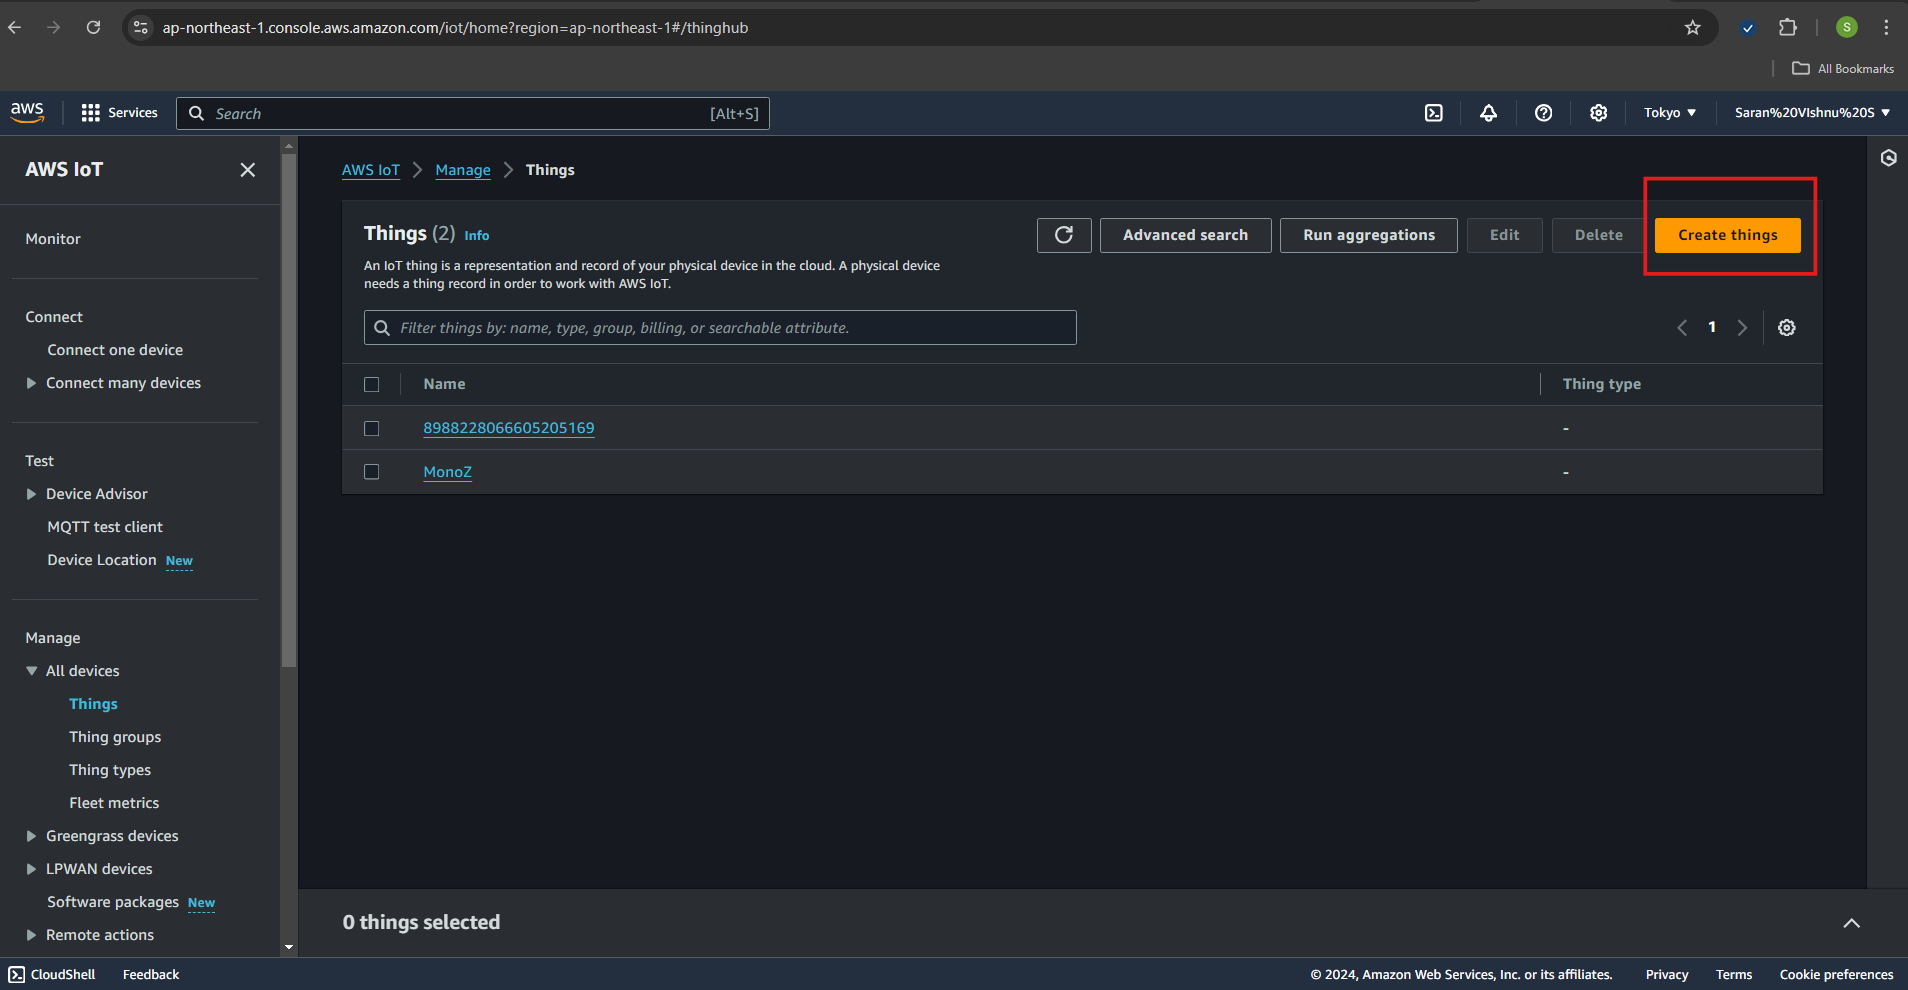 ap-northeast-1.console.aws.amazon.com/iot/home?region=ap-northeast-1#/thinghub
S
All Bookmarks
aws
Services
Search
[Alt+S]
Tokyo
Saran%20VIshnu%20S
AWS IoT
Monitor
Connect
Connect one device
Connect many devices
Test
Device Advisor
MQTT test client
Device Location New
Manage
All devices
Things
Thing groups
Thing types
Fleet metrics
Greengrass devices
LPWAN devices
Software packages New
Remote actions
AWS IoT
Manage
Things
Things (2) Info
An IoT thing is a representation and record of your physical device in the cloud. A physical device
needs a thing record in order to work with AWS IoT.
Advanced search
Run aggregations
Edit
Delete
Create things
Filter things by: name, type, group, billing, or searchable attribute.
1
Name
Thing type
8988228066605205169
-
MonoZ
-
0 things selected
CloudShell
Feedback
© 2024, Amazon Web Services, Inc. or its affiliates.
Privacy
Terms
Cookie preferences